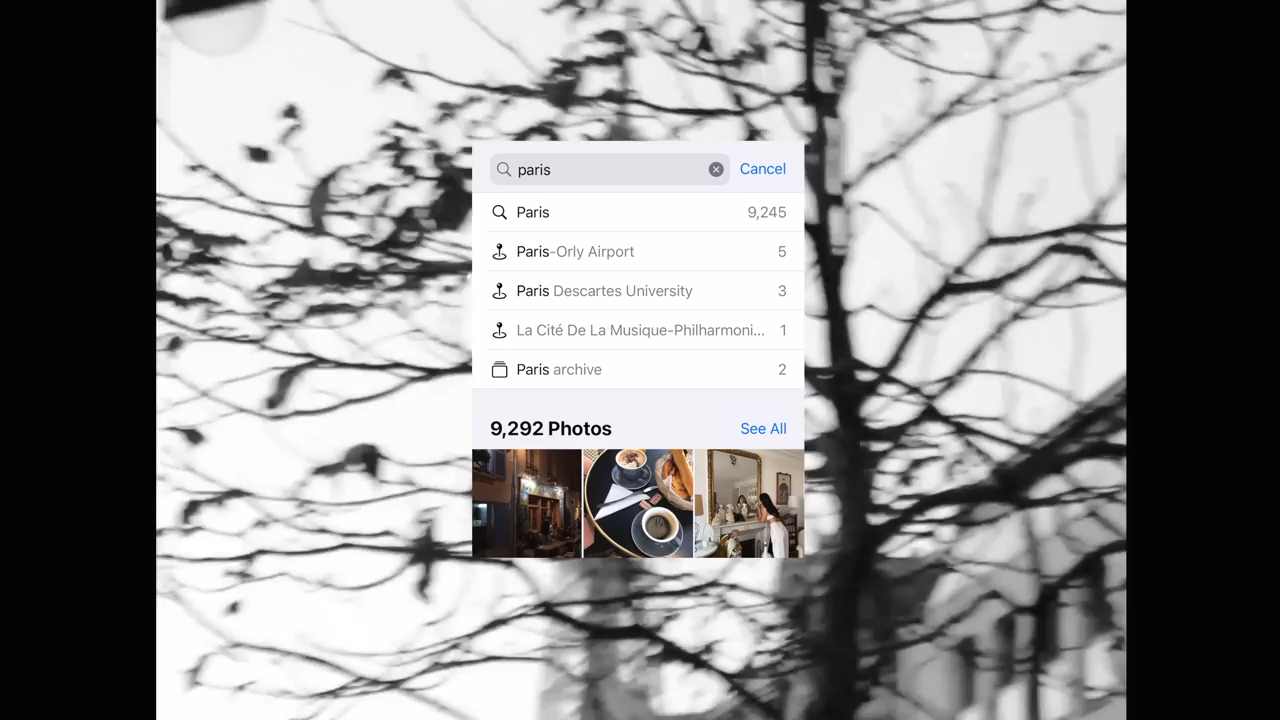 paris
Cancel
Paris 9,245
Paris-Orly Airport 5
Paris Descartes University 3
La Cité De La Musique-Philharmoni... 1
Paris archive 2
9,292 Photos See All